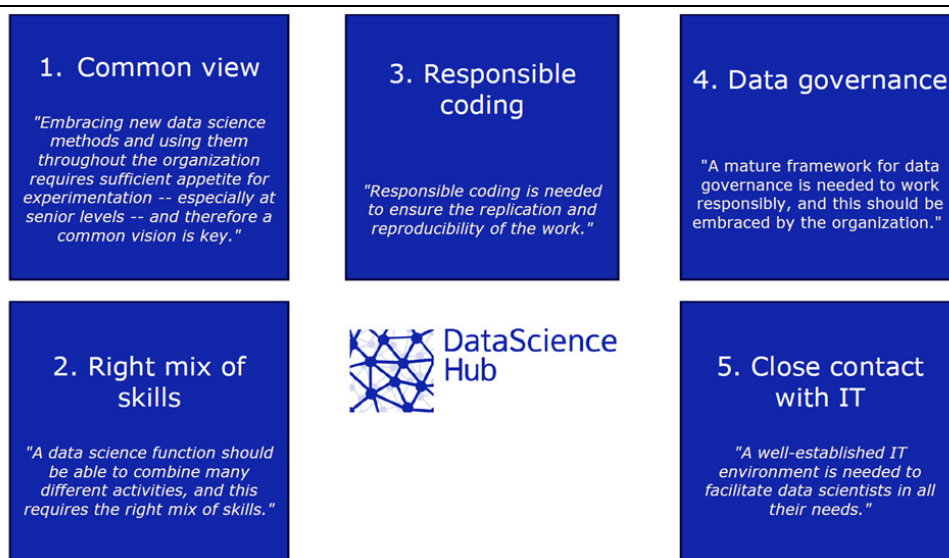 1. Common view
"Embracing new data science
methods and using them
throughout the organization
requires sufficient appetite for
experimentation -- especially at
senior levels -- and therefore a
common vision is key."
2. Right mix of
skills
"A data science function should
be able to combine many
different activities, and this
requires the right mix of skills."
3. Responsible
coding
"Responsible coding is needed
to ensure the replication and
reproducibility of the work."
DataScience
Hub
4. Data governance
"A mature framework for data
governance is needed to work
responsibly, and this should be
embraced by the organization."
5. Close contact
with IT
"A well-established IT
environment is needed to
facilitate data scientists in all
their needs."